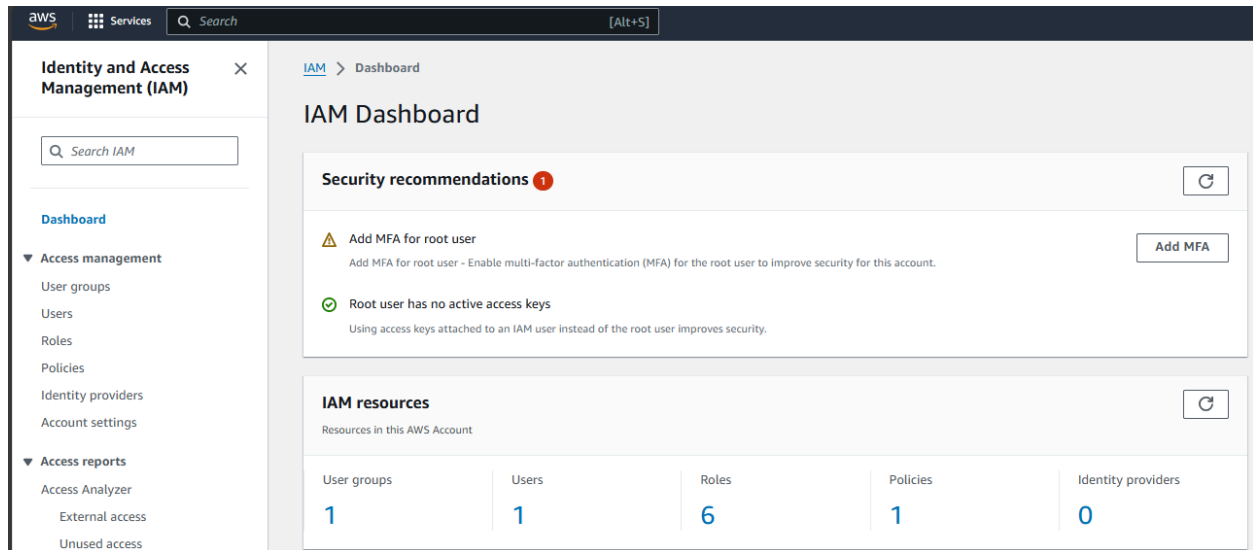 aws
Services
Search
[Alt+S]
Identity and Access
Management (IAM)
Search IAM
Dashboard
Access management
User groups
Users
Roles
Policies
Identity providers
Account settings
Access reports
Access Analyzer
External access
Unused access
IAM > Dashboard
IAM Dashboard
Security recommendations 1
Add MFA for root user
Add MFA
Add MFA for root user - Enable multi-factor authentication (MFA) for the root user to improve security for this account.
Root user has no active access keys
Using access keys attached to an IAM user instead of the root user improves security.
IAM resources
Resources in this AWS Account
User groups
1
Users
1
Roles
6
Policies
1
Identity providers
0